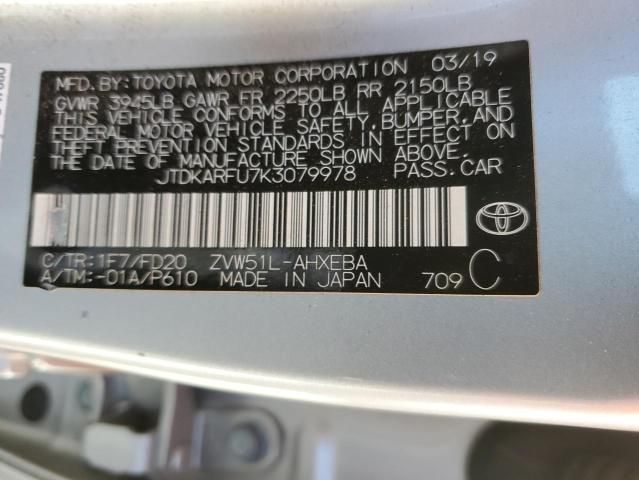 MFD.BY:TOYOTA MOTOR CORPORATION 03/19
GVWR 3945LB GAWR FR 2250LB RR 2150LB
THIS VEHICLE CONFORMS TO ALL APPLICABLE
FEDERAL MOTOR VEHICLE SAFETY, BUMPER, AND
THEFT PREVENTION STANDARDS IN EFFECT ON
THE DATE OF MANUFACTURE SHOWN ABOVE.
JTDKARFU7K3079978 PASS.CAR
C/TR:1F7/FD20 ZVW51L-AHXEBA
A/TM:-01A/P610 MADE IN JAPAN 709 C